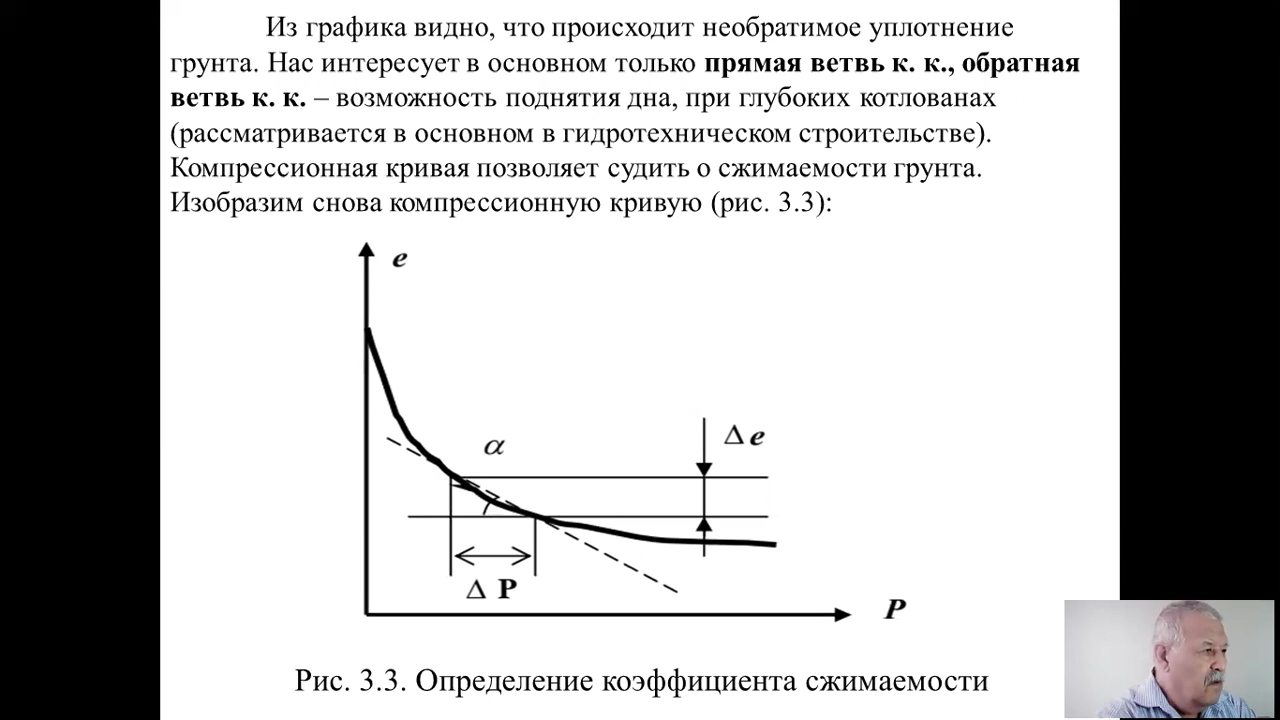 Из графика видно, что происходит необратимое уплотнение
грунта. Нас интересует в основном только прямая ветвь к. к., обратная
ветвь к. к. – возможность поднятия дна, при глубоких котлованах
(рассматривается в основном в гидротехническом строительстве).
Компрессионная кривая позволяет судить о сжимаемости грунта.
Изобразим снова компрессионную кривую (рис. 3.3):
e
Δ e
α
Δ P
P
Рис. 3.3. Определение коэффициента сжимаемости